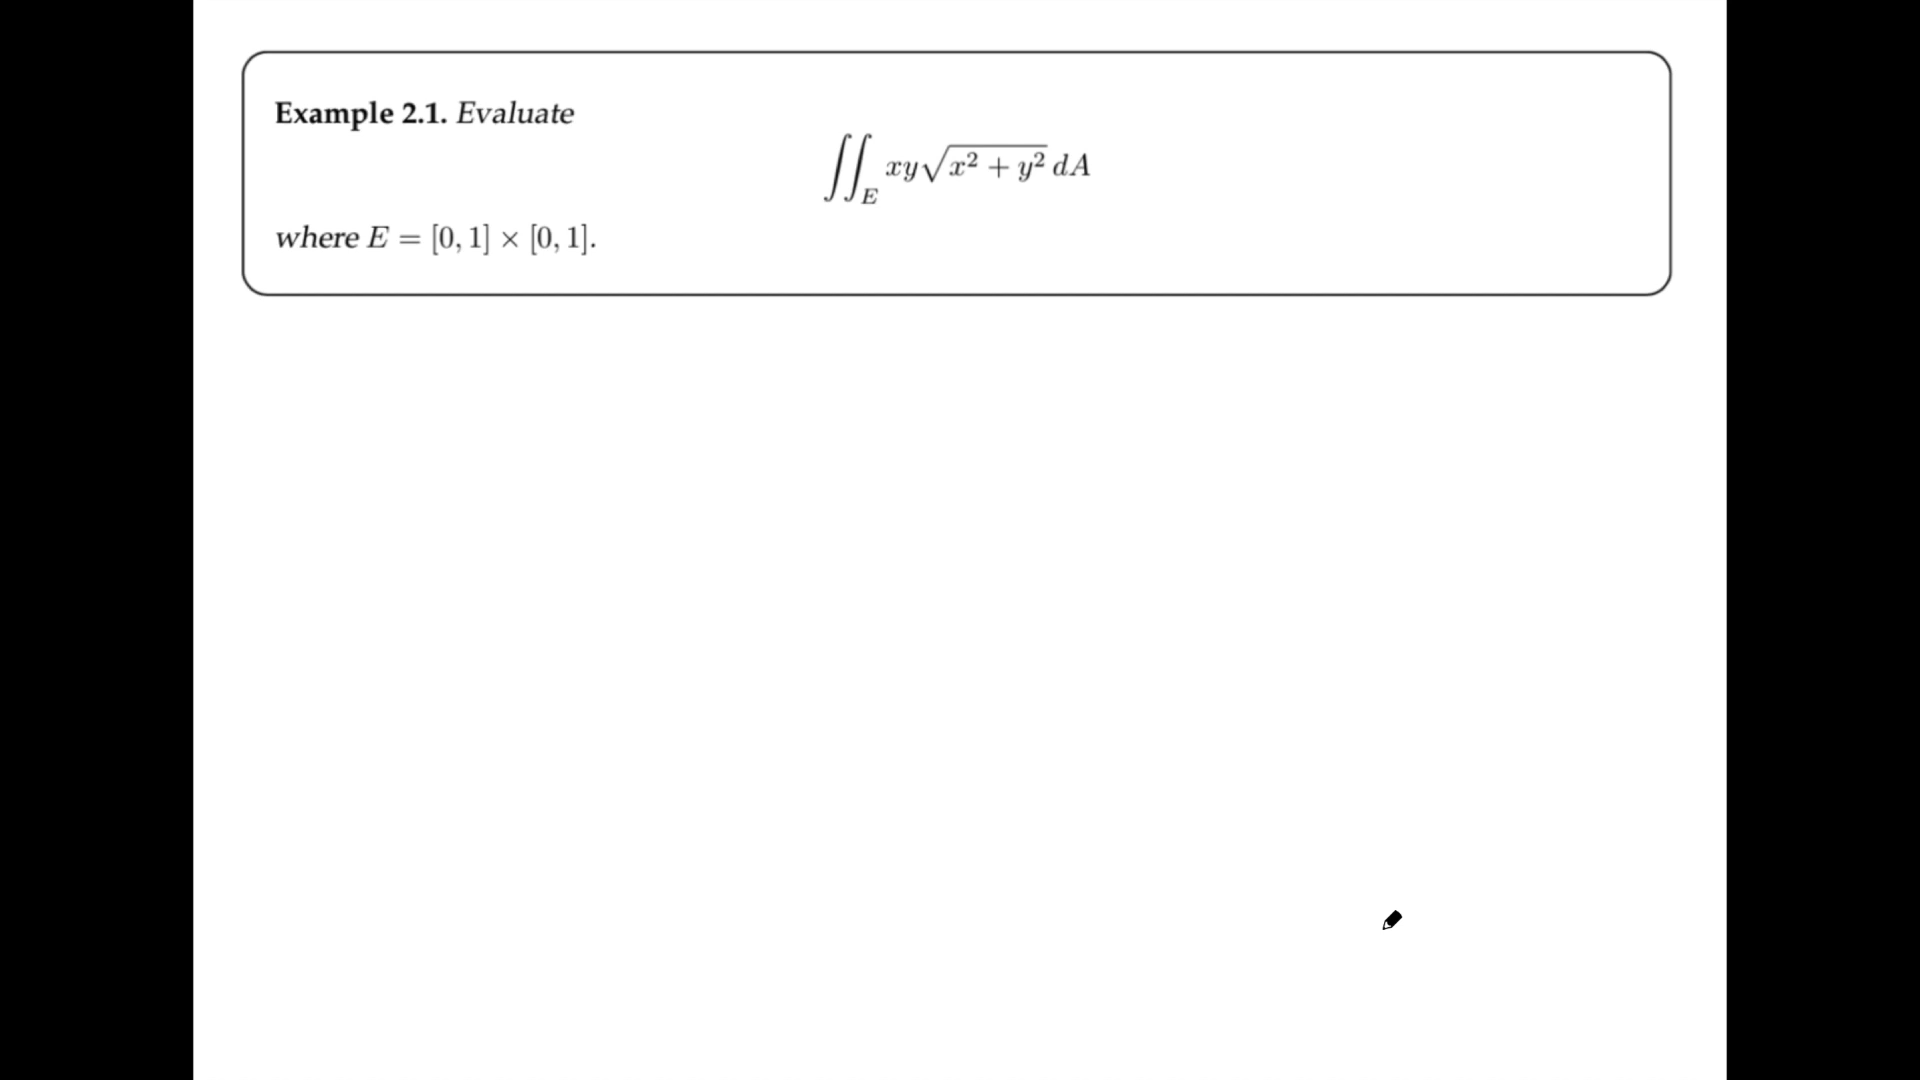 Example 2.1. Evaluate
∬_E xy√(x² + y²) dA
where E = [0, 1] × [0, 1].